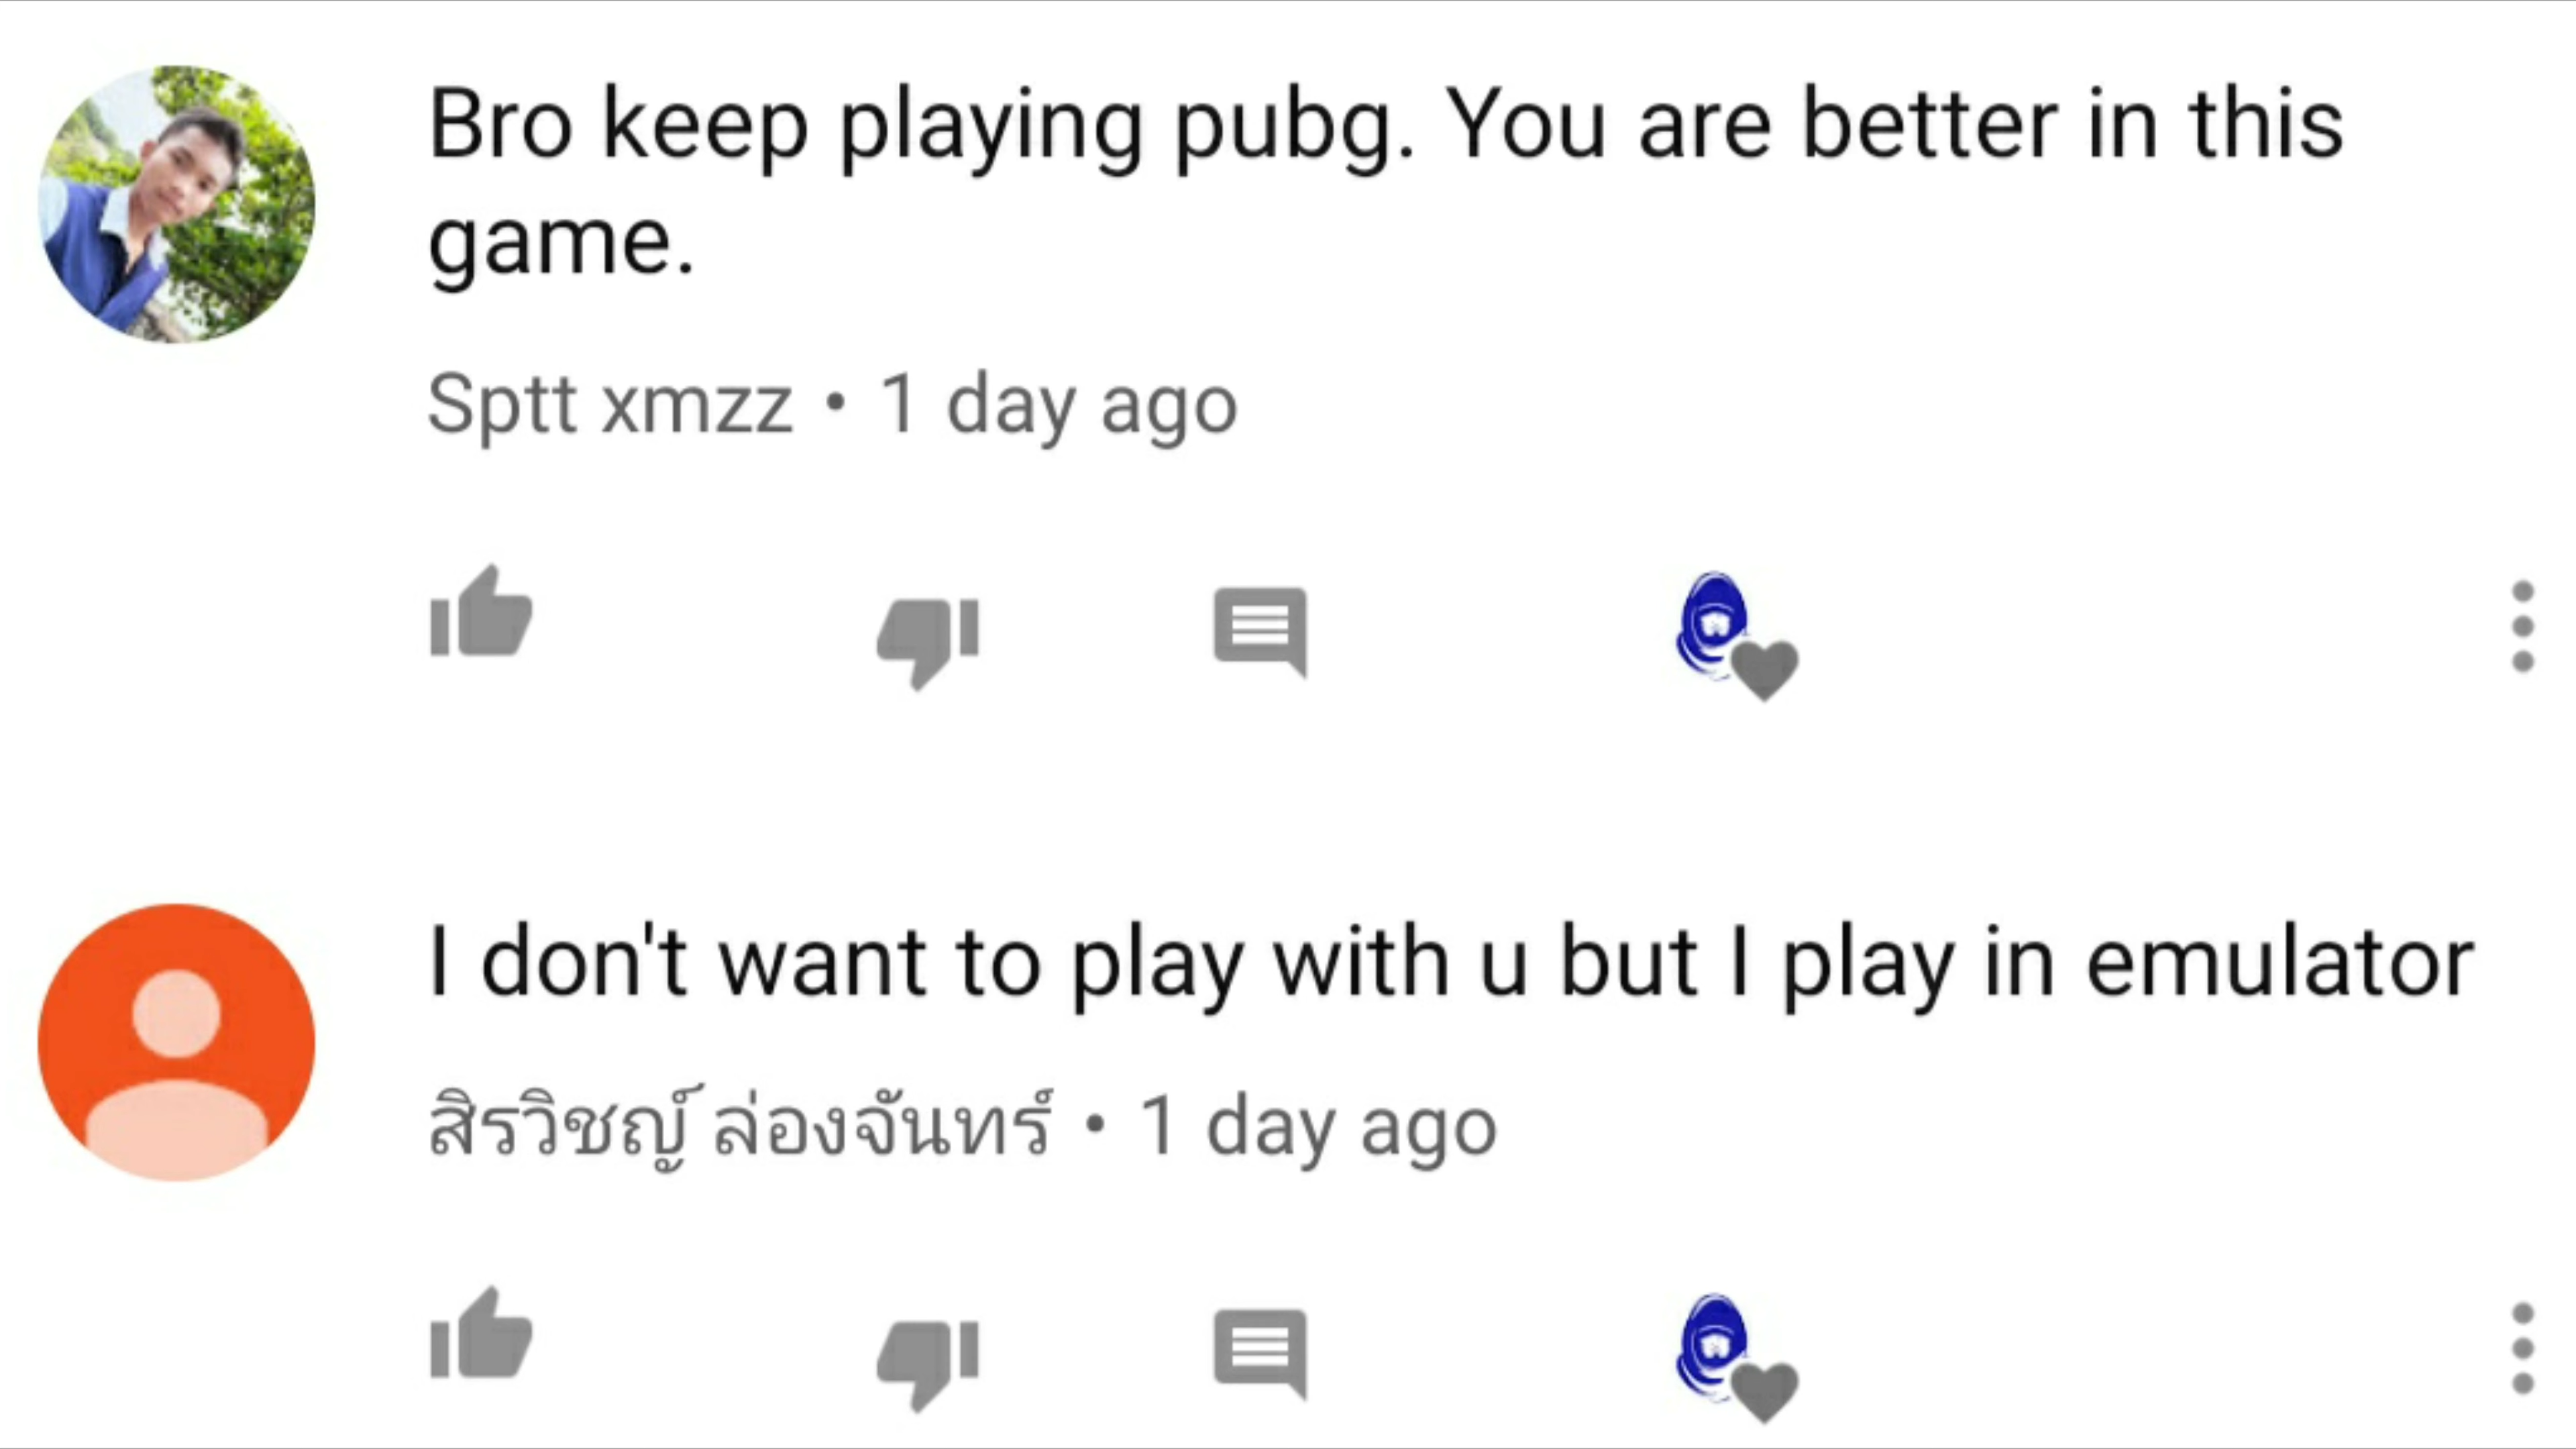 Bro keep playing pubg. You are better in this
game.
Sptt xmzz • 1 day ago
I don't want to play with u but I play in emulator
สิรวิชญ์ ล่องจันทร์ • 1 day ago